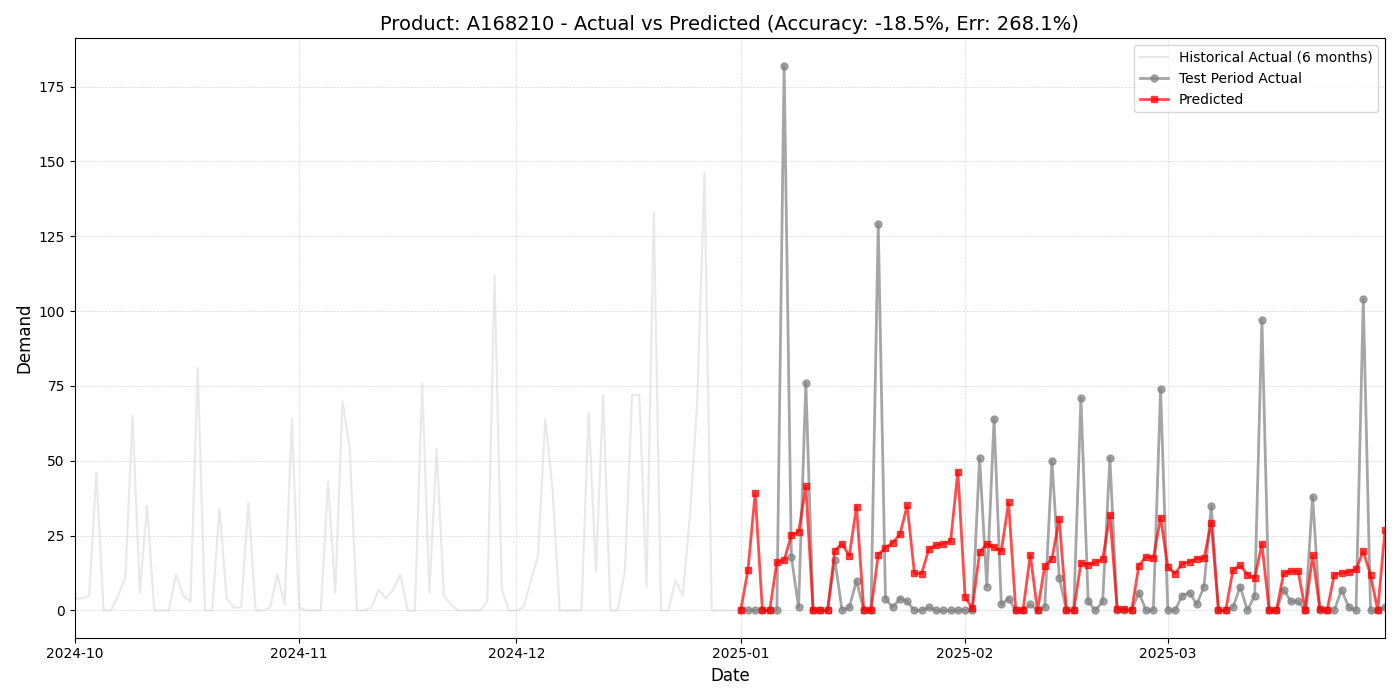 Product: A168210 - Actual vs Predicted (Accuracy: -18.5%, Err: 268.1%)
Historical Actual (6 months)
Test Period Actual
Predicted
175
150
125
100
75
50
25
0
Demand
2024-10
2024-11
2024-12
2025-01
2025-02
2025-03
Date